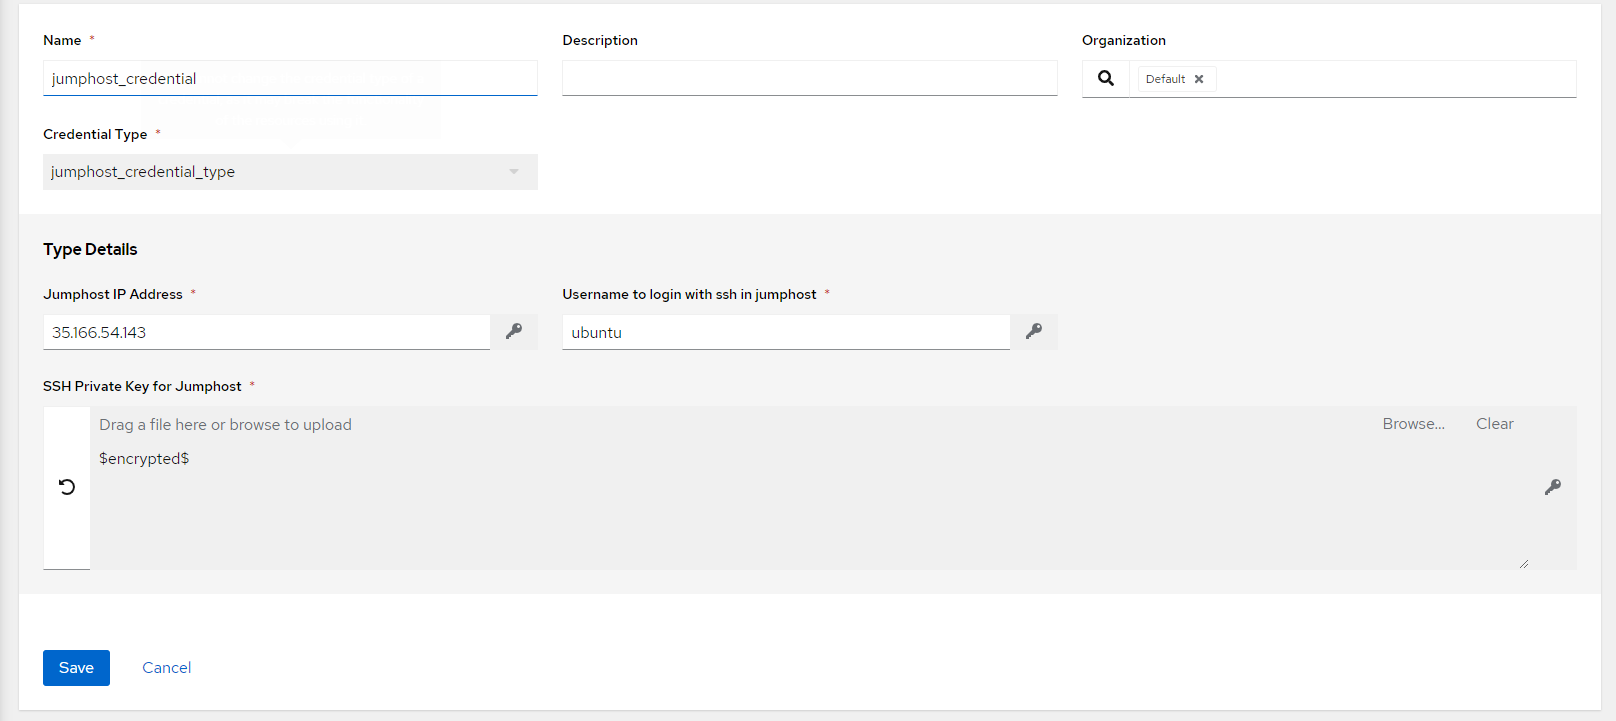 Name *
Description
Organization
jumphost_credential
Default
Credential Type *
jumphost_credential_type
Type Details
Jumphost IP Address *
Username to login with ssh in jumphost *
35.166.54.143
ubuntu
SSH Private Key for Jumphost *
Drag a file here or browse to upload
Browse...
Clear
$encrypted$
Save
Cancel